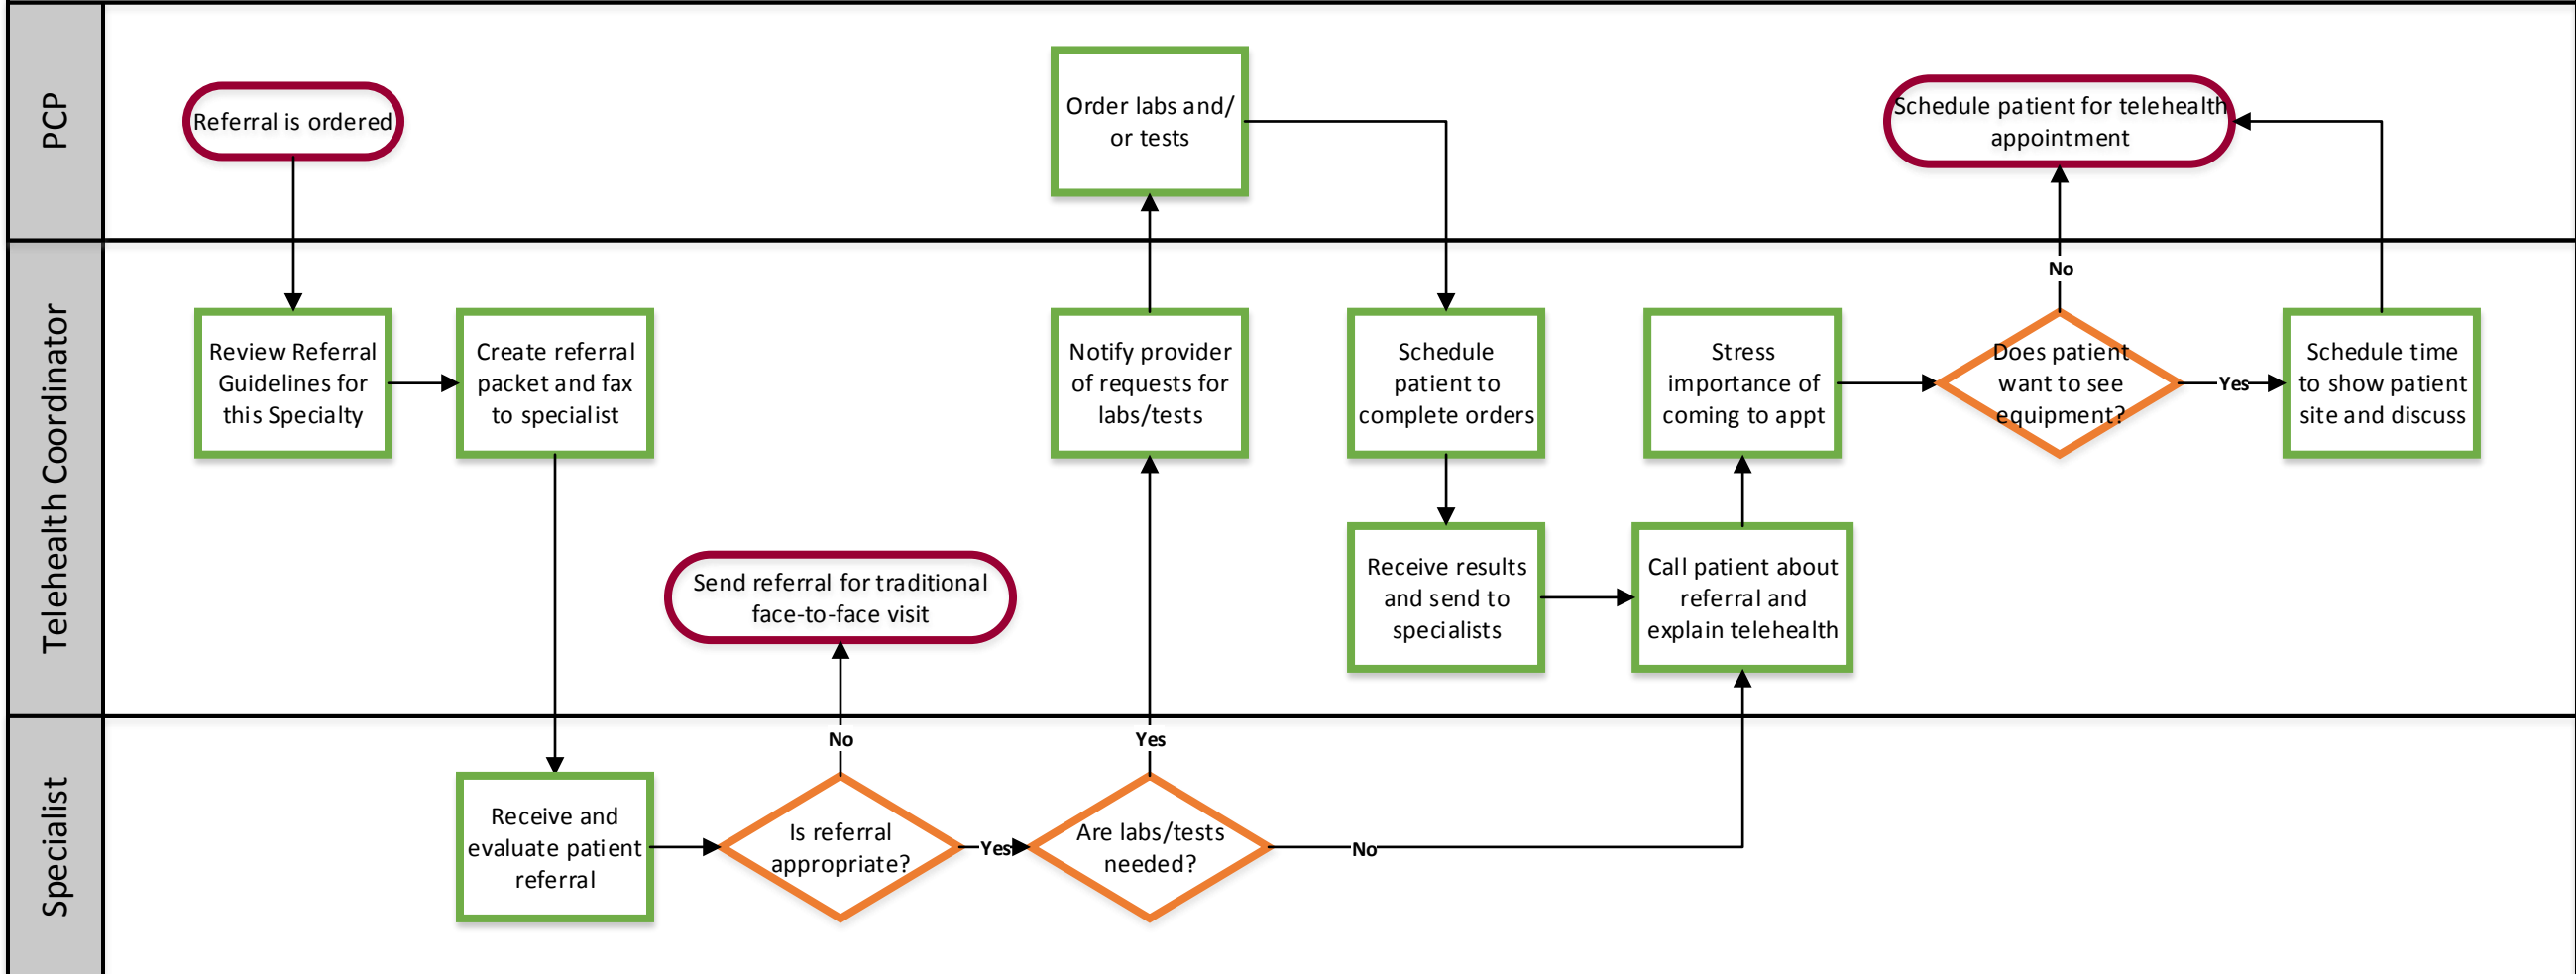 PCP
Referral is ordered
Order labs and/
or tests
Schedule patient for telehealth
appointment
Telehealth Coordinator
Review Referral
Guidelines for
this Specialty
Create referral
packet and fax
to specialist
Notify provider
of requests for
labs/tests
Schedule
patient to
complete orders
Stress
importance of
coming to appt
No
Does patient
want to see
equipment?
Yes
Schedule time
to show patient
site and discuss
Send referral for traditional
face-to-face visit
Receive results
and send to
specialists
Call patient about
referral and
explain telehealth
Specialist
Receive and
evaluate patient
referral
No
Is referral
appropriate?
Yes
Yes
Are labs/tests
needed?
No